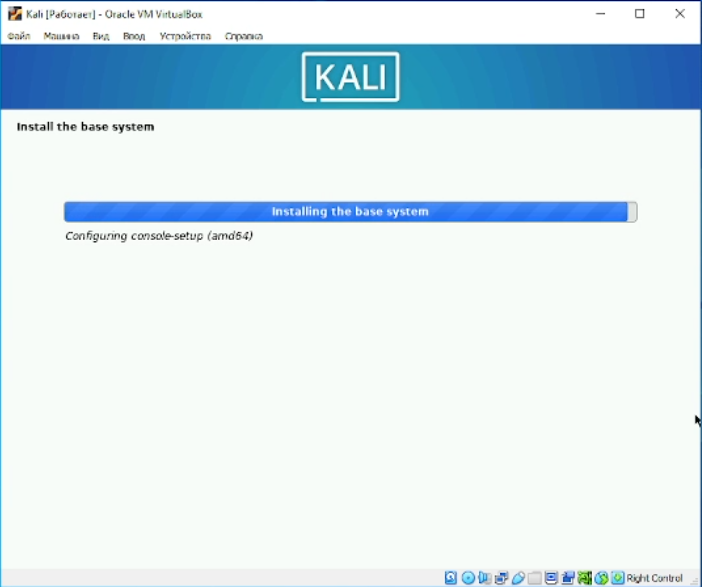 Kali [Работает] - Oracle VM VirtualBox
Файл Машина Вид Ввод Устройства Справка
KALI
Install the base system
Installing the base system
Configuring console-setup (amd64)
Right Control